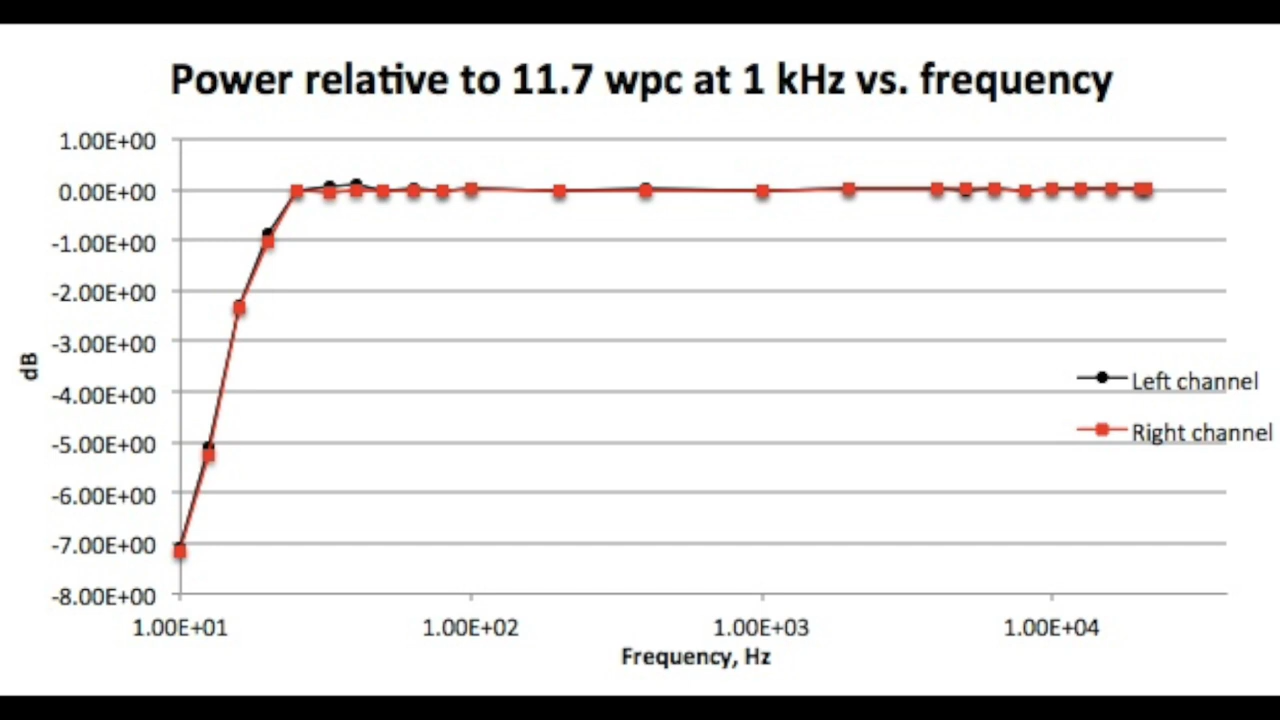 Power relative to 11.7 wpc at 1 kHz vs. frequency
1.00E+00
0.00E+00
-1.00E+00
-2.00E+00
-3.00E+00
-4.00E+00
-5.00E+00
-6.00E+00
-7.00E+00
-8.00E+00
dB
Left channel
Right channel
1.00E+01
1.00E+02
1.00E+03
1.00E+04
Frequency, Hz